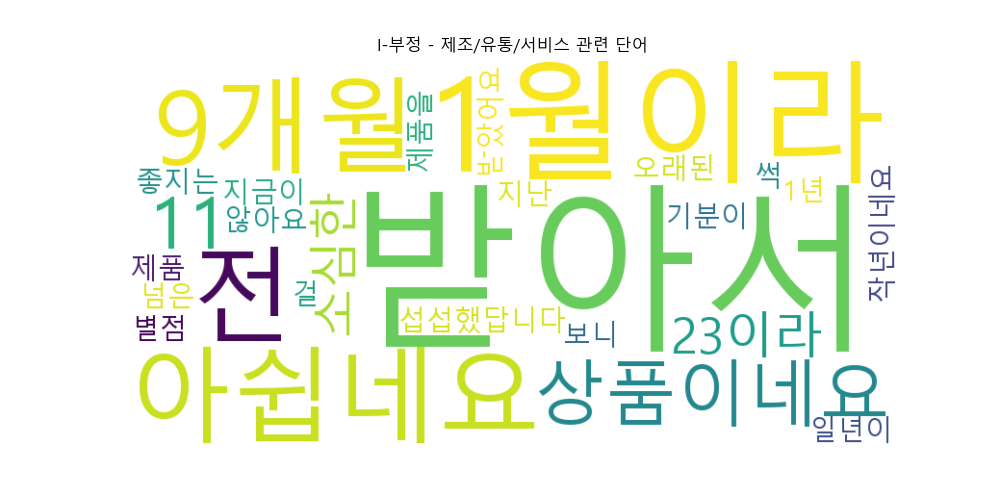 I-부정 - 제조/유통/서비스 관련 단어
9개월
제품을
1월이라
받았어요
오래된
썩
1년
작년이네요
좋지는
지금이
지난
11
않아요
소심한
받아서
기분이
제품
넘은
별점
전
걸
섭섭했답니다
보니
23이라
아쉽네요
상품이네요
일년이